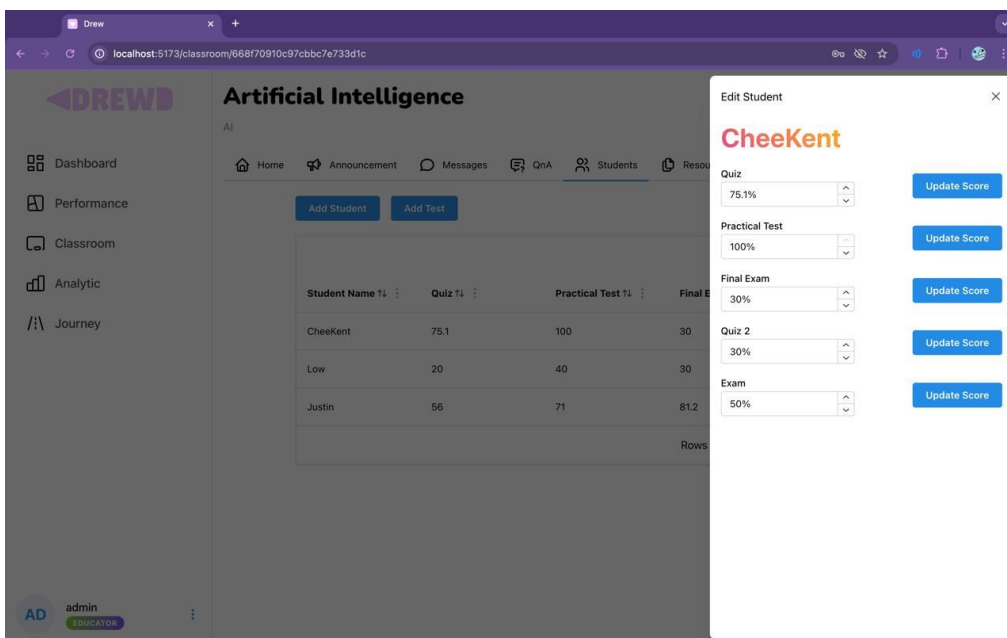 Drew
localhost:5173/classroom/668f70910c97cbbc7e733d1c
DREWD
Dashboard
Performance
Classroom
Analytic
Journey
AD
admin
EDUCATOR
Artificial Intelligence
AI
Home Announcement Messages QnA Students Resou
Add Student Add Test
Student Name Quiz Practical Test Final E
CheeKent 75.1 100 30
Low 20 40 30
Justin 56 71 81.2
Rows
Edit Student
CheeKent
Quiz
75.1% Update Score
Practical Test
100% Update Score
Final Exam
30% Update Score
Quiz 2
30% Update Score
Exam
50% Update Score